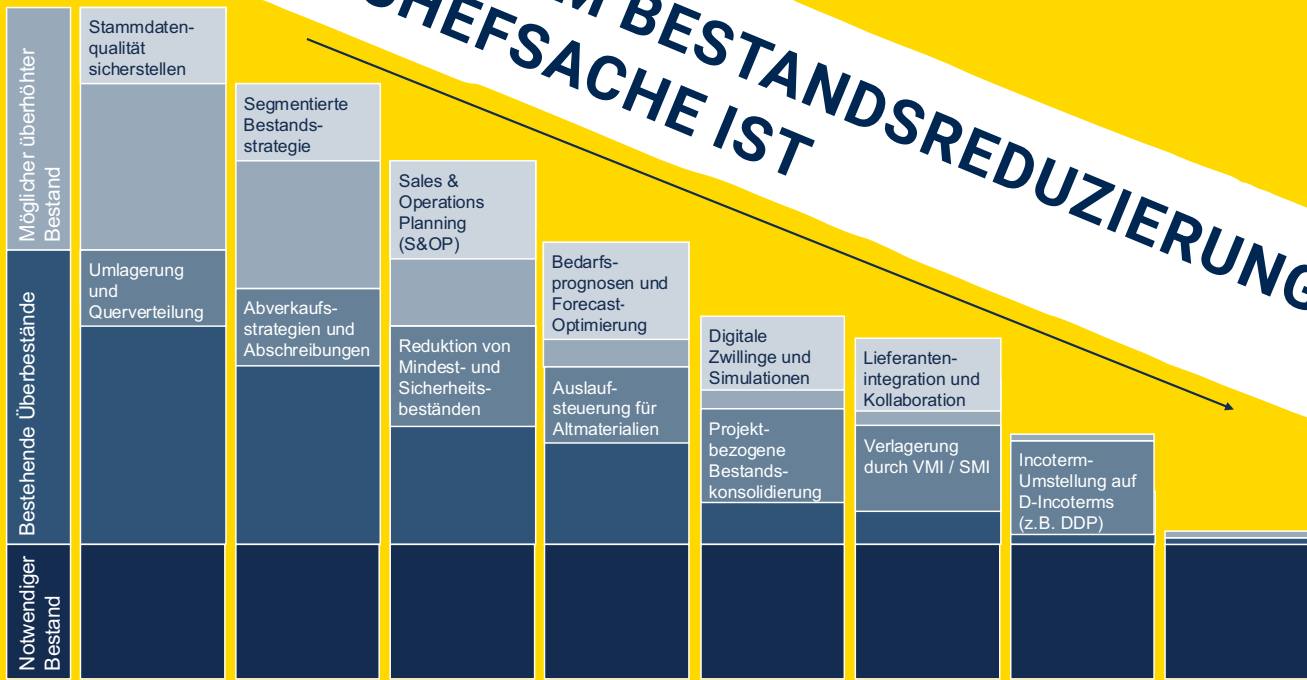 M BESTANDSREDUZIERUNG
CHEFSACHE IST
Möglicher überhöhter
Bestand
Bestehende Überbestände
Notwendiger
Bestand
Stammdaten-
qualität
sicherstellen
Umlagerung
und
Querverteilung
Segmentierte
Bestands-
strategie
Abverkaufs-
strategien und
Abschreibungen
Sales &
Operations
Planning
(S&OP)
Reduktion von
Mindest- und
Sicherheits-
beständen
Bedarfs-
prognosen und
Forecast-
Optimierung
Auslauf-
steuerung für
Altmaterialien
Digitale
Zwillinge und
Simulationen
Projekt-
bezogene
Bestands-
konsolidierung
Lieferanten-
integration und
Kollaboration
Verlagerung
durch VMI / SMI
Incoterm-
Umstellung auf
D-Incoterms
(z.B. DDP)